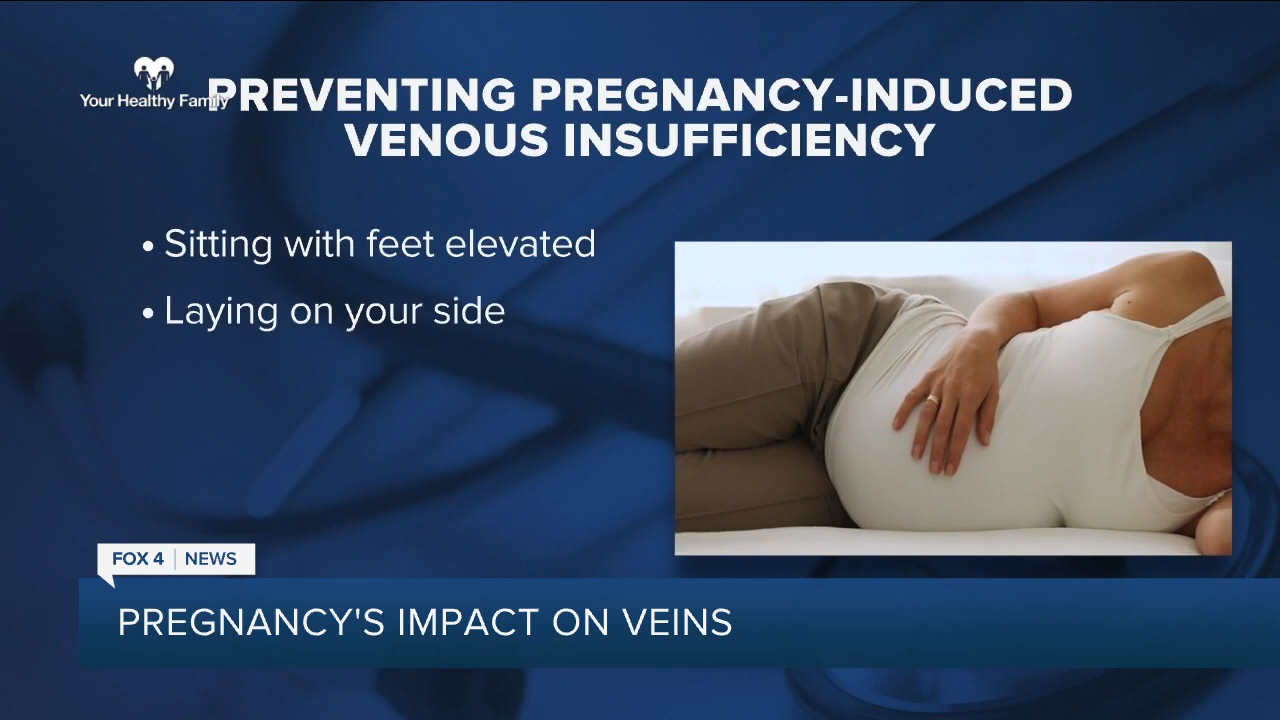 Your Healthy Family
PREVENTING PREGNANCY-INDUCED
VENOUS INSUFFICIENCY
• Sitting with feet elevated
• Laying on your side
FOX 4 | NEWS
PREGNANCY'S IMPACT ON VEINS